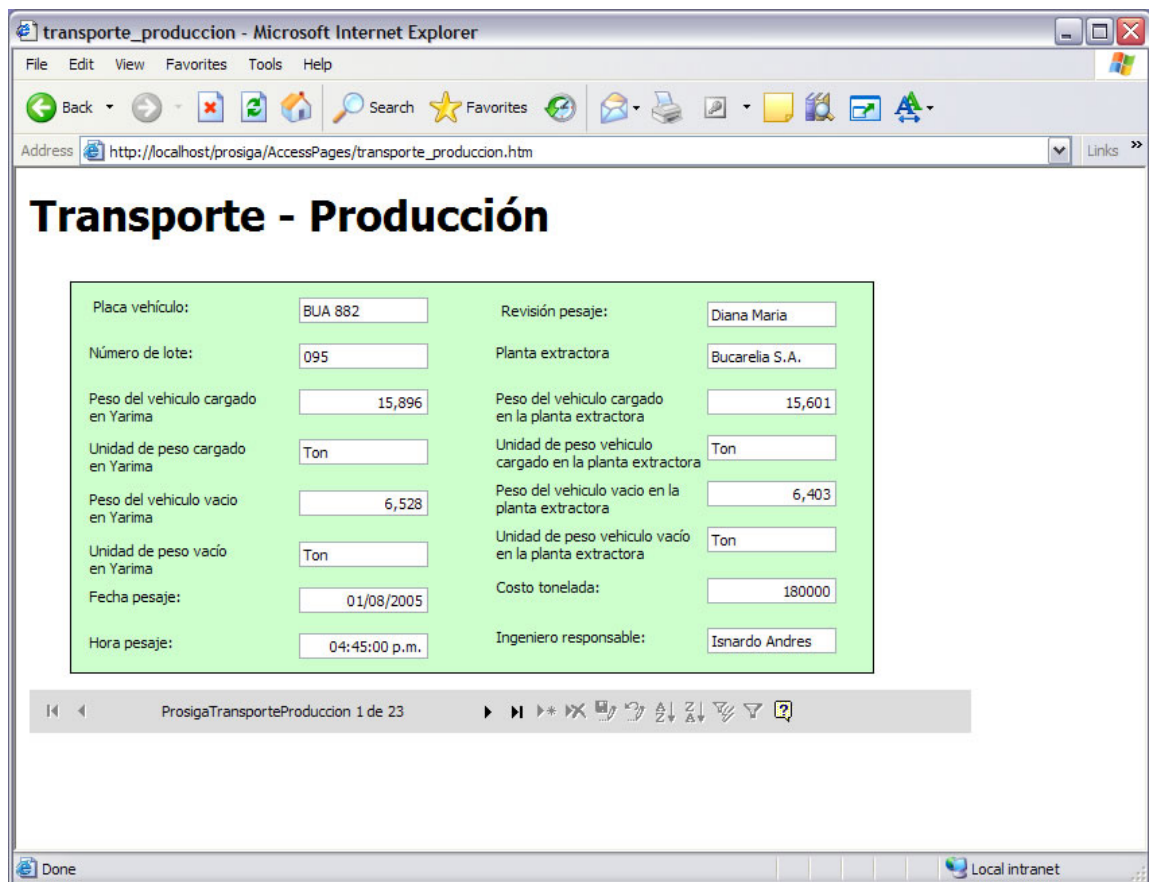 transporte_produccion - Microsoft Internet Explorer
File Edit View Favorites Tools Help
Back Search Favorites
Address http://localhost/prosiga/AccessPages/transporte_produccion.htm Links »
Transporte - Producción
Placa vehículo: BUA 882 Revisión pesaje: Diana Maria
Número de lote: 095 Planta extractora Bucarelia S.A.
Peso del vehiculo cargado
en Yarima 15,896
Peso del vehiculo cargado
en la planta extractora 15,601
Unidad de peso cargado
en Yarima Ton
Unidad de peso vehiculo
cargado en la planta extractora Ton
Peso del vehiculo vacio
en Yarima 6,528
Peso del vehiculo vacio en la
planta extractora 6,403
Unidad de peso vacío
en Yarima Ton
Unidad de peso vehiculo vacío
en la planta extractora Ton
Fecha pesaje: 01/08/2005 Costo tonelada: 180000
Hora pesaje: 04:45:00 p.m. Ingeniero responsable: Isnardo Andres
ProsigaTransporteProduccion 1 de 23
Done Local intranet